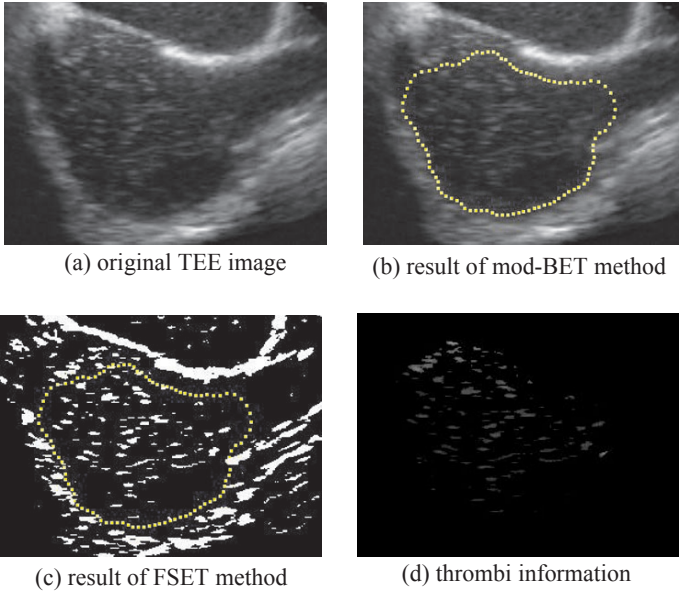 (a) original TEE image
(b) result of mod-BET method
(c) result of FSET method
(d) thrombi information